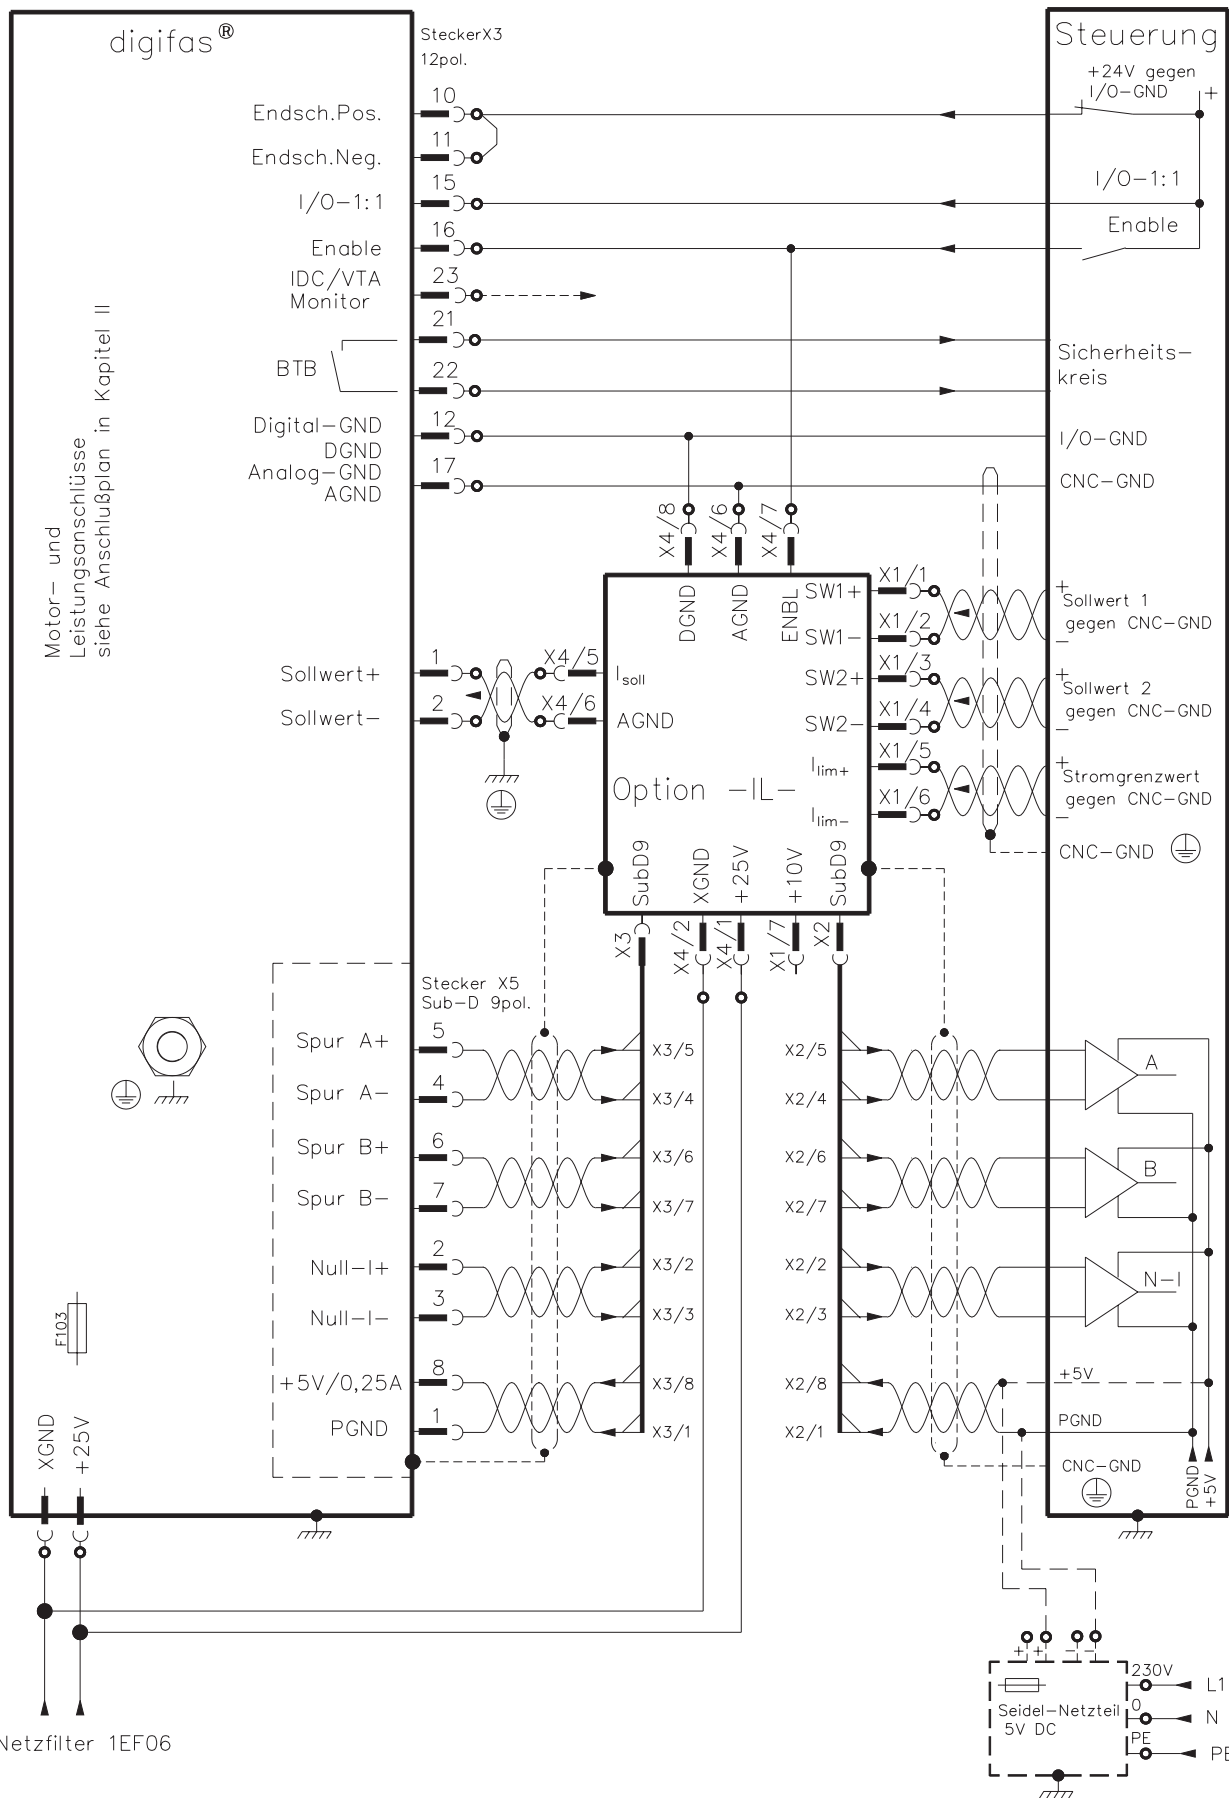 digifas®
SteckerX3
12pol.
Steuerung
+24V gegen
I/O-GND
+
Endsch.Pos.
10
Endsch.Neg.
11
I/O-1:1
15
I/O-1:1
Enable
16
Enable
IDC/VTA
Monitor
23
BTB
21
22
Sicherheits-
kreis
Digital-GND
DGND
12
I/O-GND
Analog-GND
AGND
17
CNC-GND
Motor- und
Leistungsanschlüsse
siehe Anschlußplan in Kapitel II
X4/8
X4/6
X4/7
DGND
AGND
ENBL
SW1+
X1/1
+
Sollwert 1
gegen CNC-GND
SW1-
X1/2
-
Sollwert+
1
X4/5
Isoll
SW2+
X1/3
+
Sollwert 2
gegen CNC-GND
Sollwert-
2
X4/6
AGND
SW2-
X1/4
-
Ilim+
X1/5
+
Stromgrenzwert
gegen CNC-GND
Option -IL-
Ilim-
X1/6
-
CNC-GND
SubD9
XGND
+25V
+10V
SubD9
X3
X4/2
X4/1
X1/7
X2
Stecker X5
Sub-D 9pol.
Spur A+
5
X3/5
X2/5
A
Spur A-
4
X3/4
X2/4
Spur B+
6
X3/6
X2/6
B
Spur B-
7
X3/7
X2/7
Null-I+
2
X3/2
X2/2
N-I
Null-I-
3
X3/3
X2/3
F103
+5V/0,25A
8
X3/8
X2/8
+5V
PGND
1
X3/1
X2/1
PGND
CNC-GND
PGND
+5V
XGND
+25V
Netzfilter 1EF06
+
+
-
-
230V
L1
Seidel-Netzteil
5V DC
0
N
PE
PE